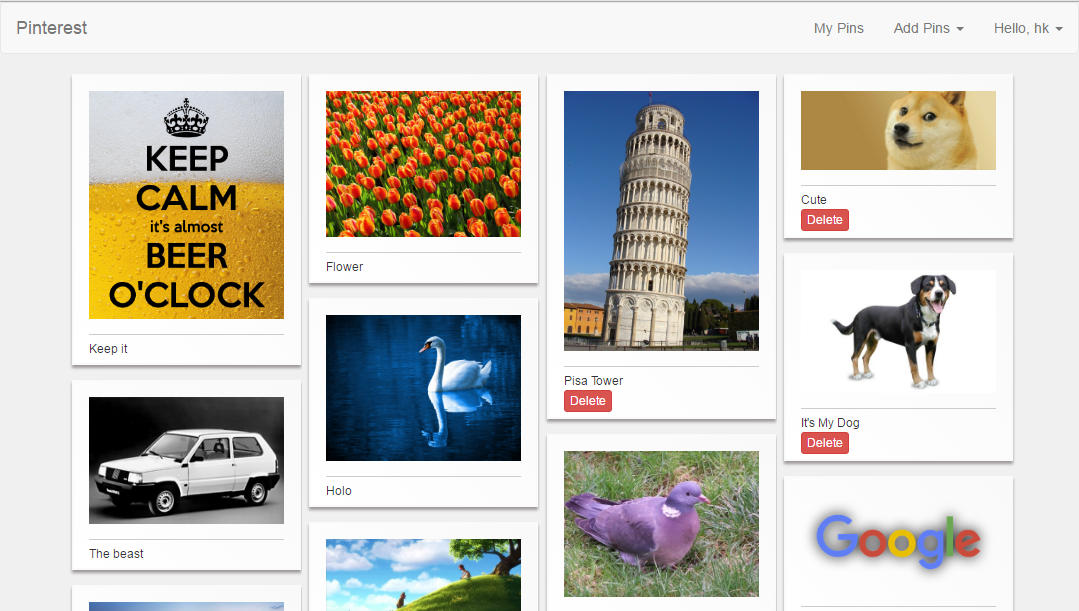 Pinterest
My Pins
Add Pins
Hello, hk
KEEP
CALM
it's almost
BEER
O'CLOCK
Keep it
The beast
Flower
Holo
Pisa Tower
Delete
Cute
Delete
It's My Dog
Delete
Google